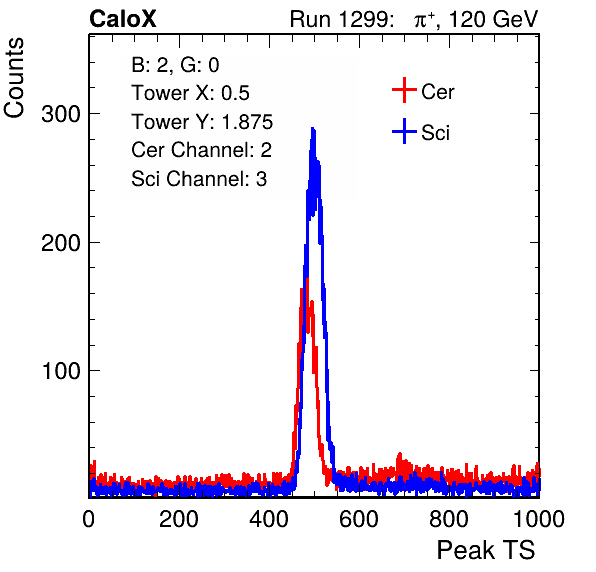 CaloX Run 1299: π⁺, 120 GeV
Counts
B: 2, G: 0
Tower X: 0.5
Tower Y: 1.875
Cer Channel: 2
Sci Channel: 3
Cer
Sci
300
200
100
0 200 400 600 800 1000
Peak TS